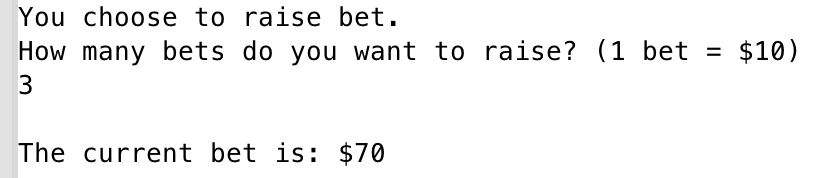 You choose to raise bet.
How many bets do you want to raise? (1 bet = $10)
3
The current bet is: $70